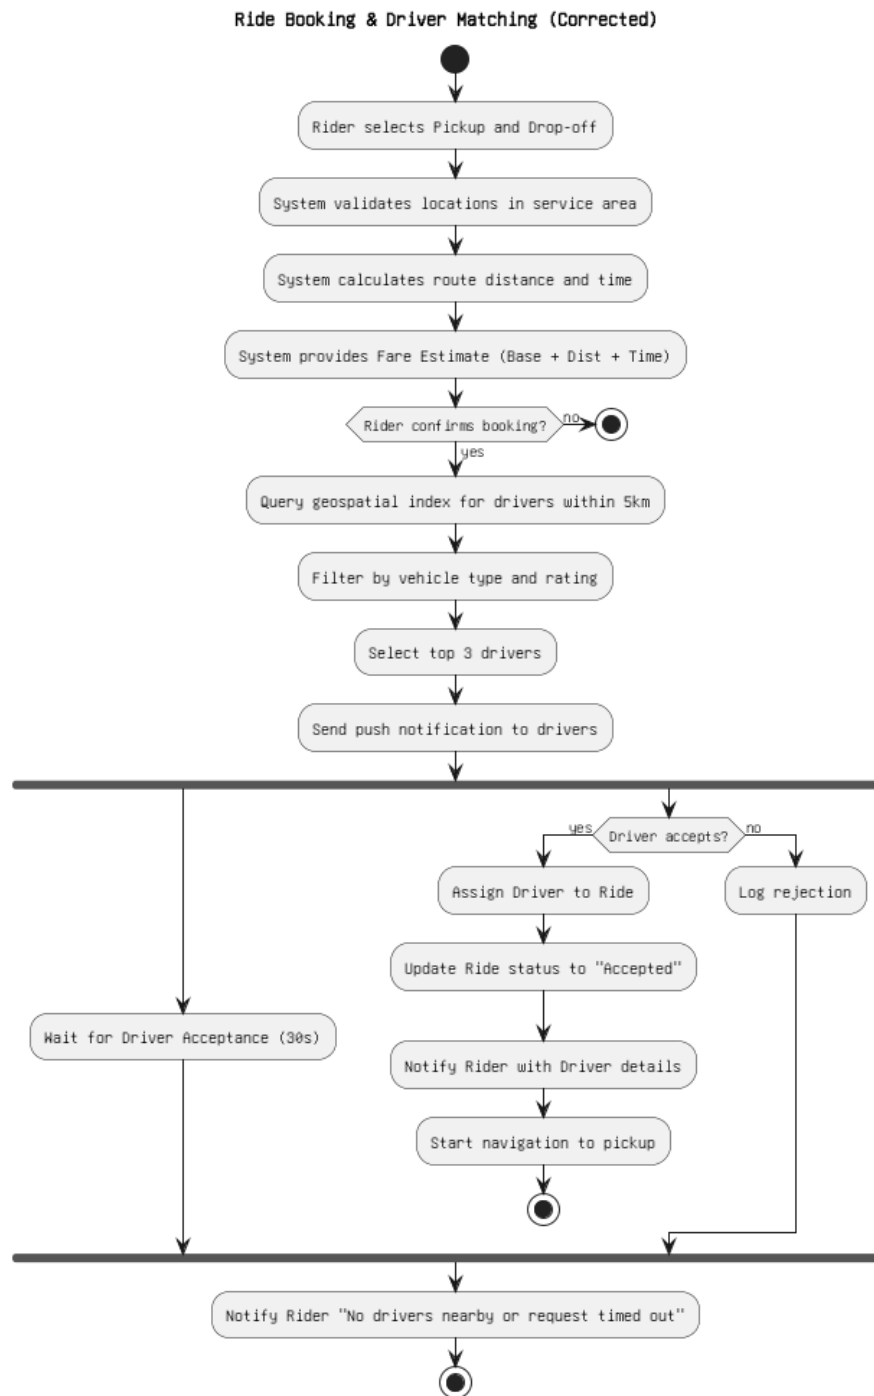 Ride Booking & Driver Matching (Corrected)
Rider selects Pickup and Drop-off
System validates locations in service area
System calculates route distance and time
System provides Fare Estimate (Base + Dist + Time)
Rider confirms booking?
no
yes
Query geospatial index for drivers within 5km
Filter by vehicle type and rating
Select top 3 drivers
Send push notification to drivers
yes
Driver accepts?
no
Assign Driver to Ride
Log rejection
Update Ride status to "Accepted"
Wait for Driver Acceptance (30s)
Notify Rider with Driver details
Start navigation to pickup
Notify Rider "No drivers nearby or request timed out"